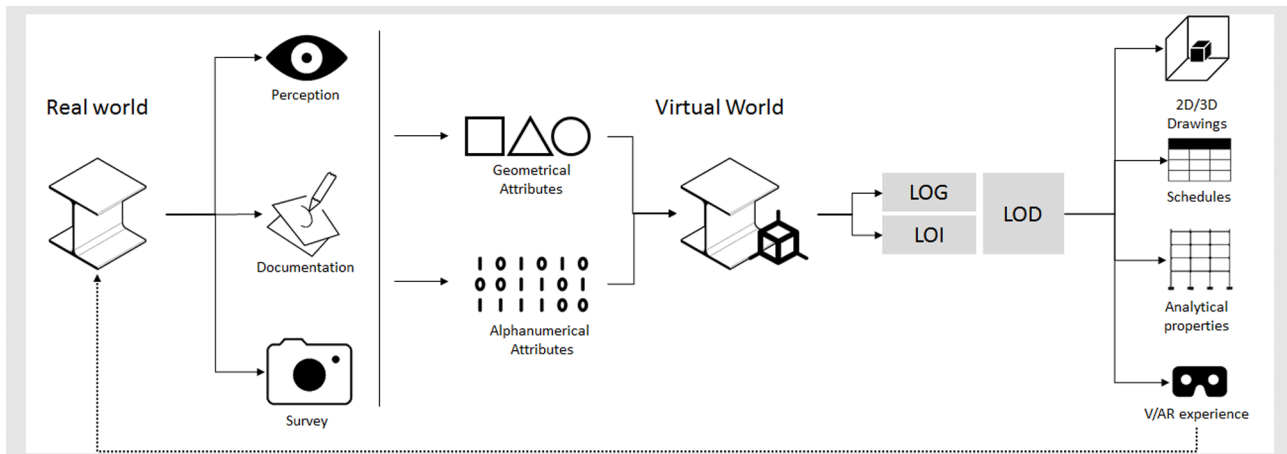 Real world
Perception
Documentation
Survey
Geometrical
Attributes
1 0 1 0 1 0
0 0 1 1 0 1
1 1 1 1 0 0
Alphanumerical
Attributes
Virtual World
LOG
LOI
LOD
2D/3D
Drawings
Schedules
Analytical
properties
V/AR experience